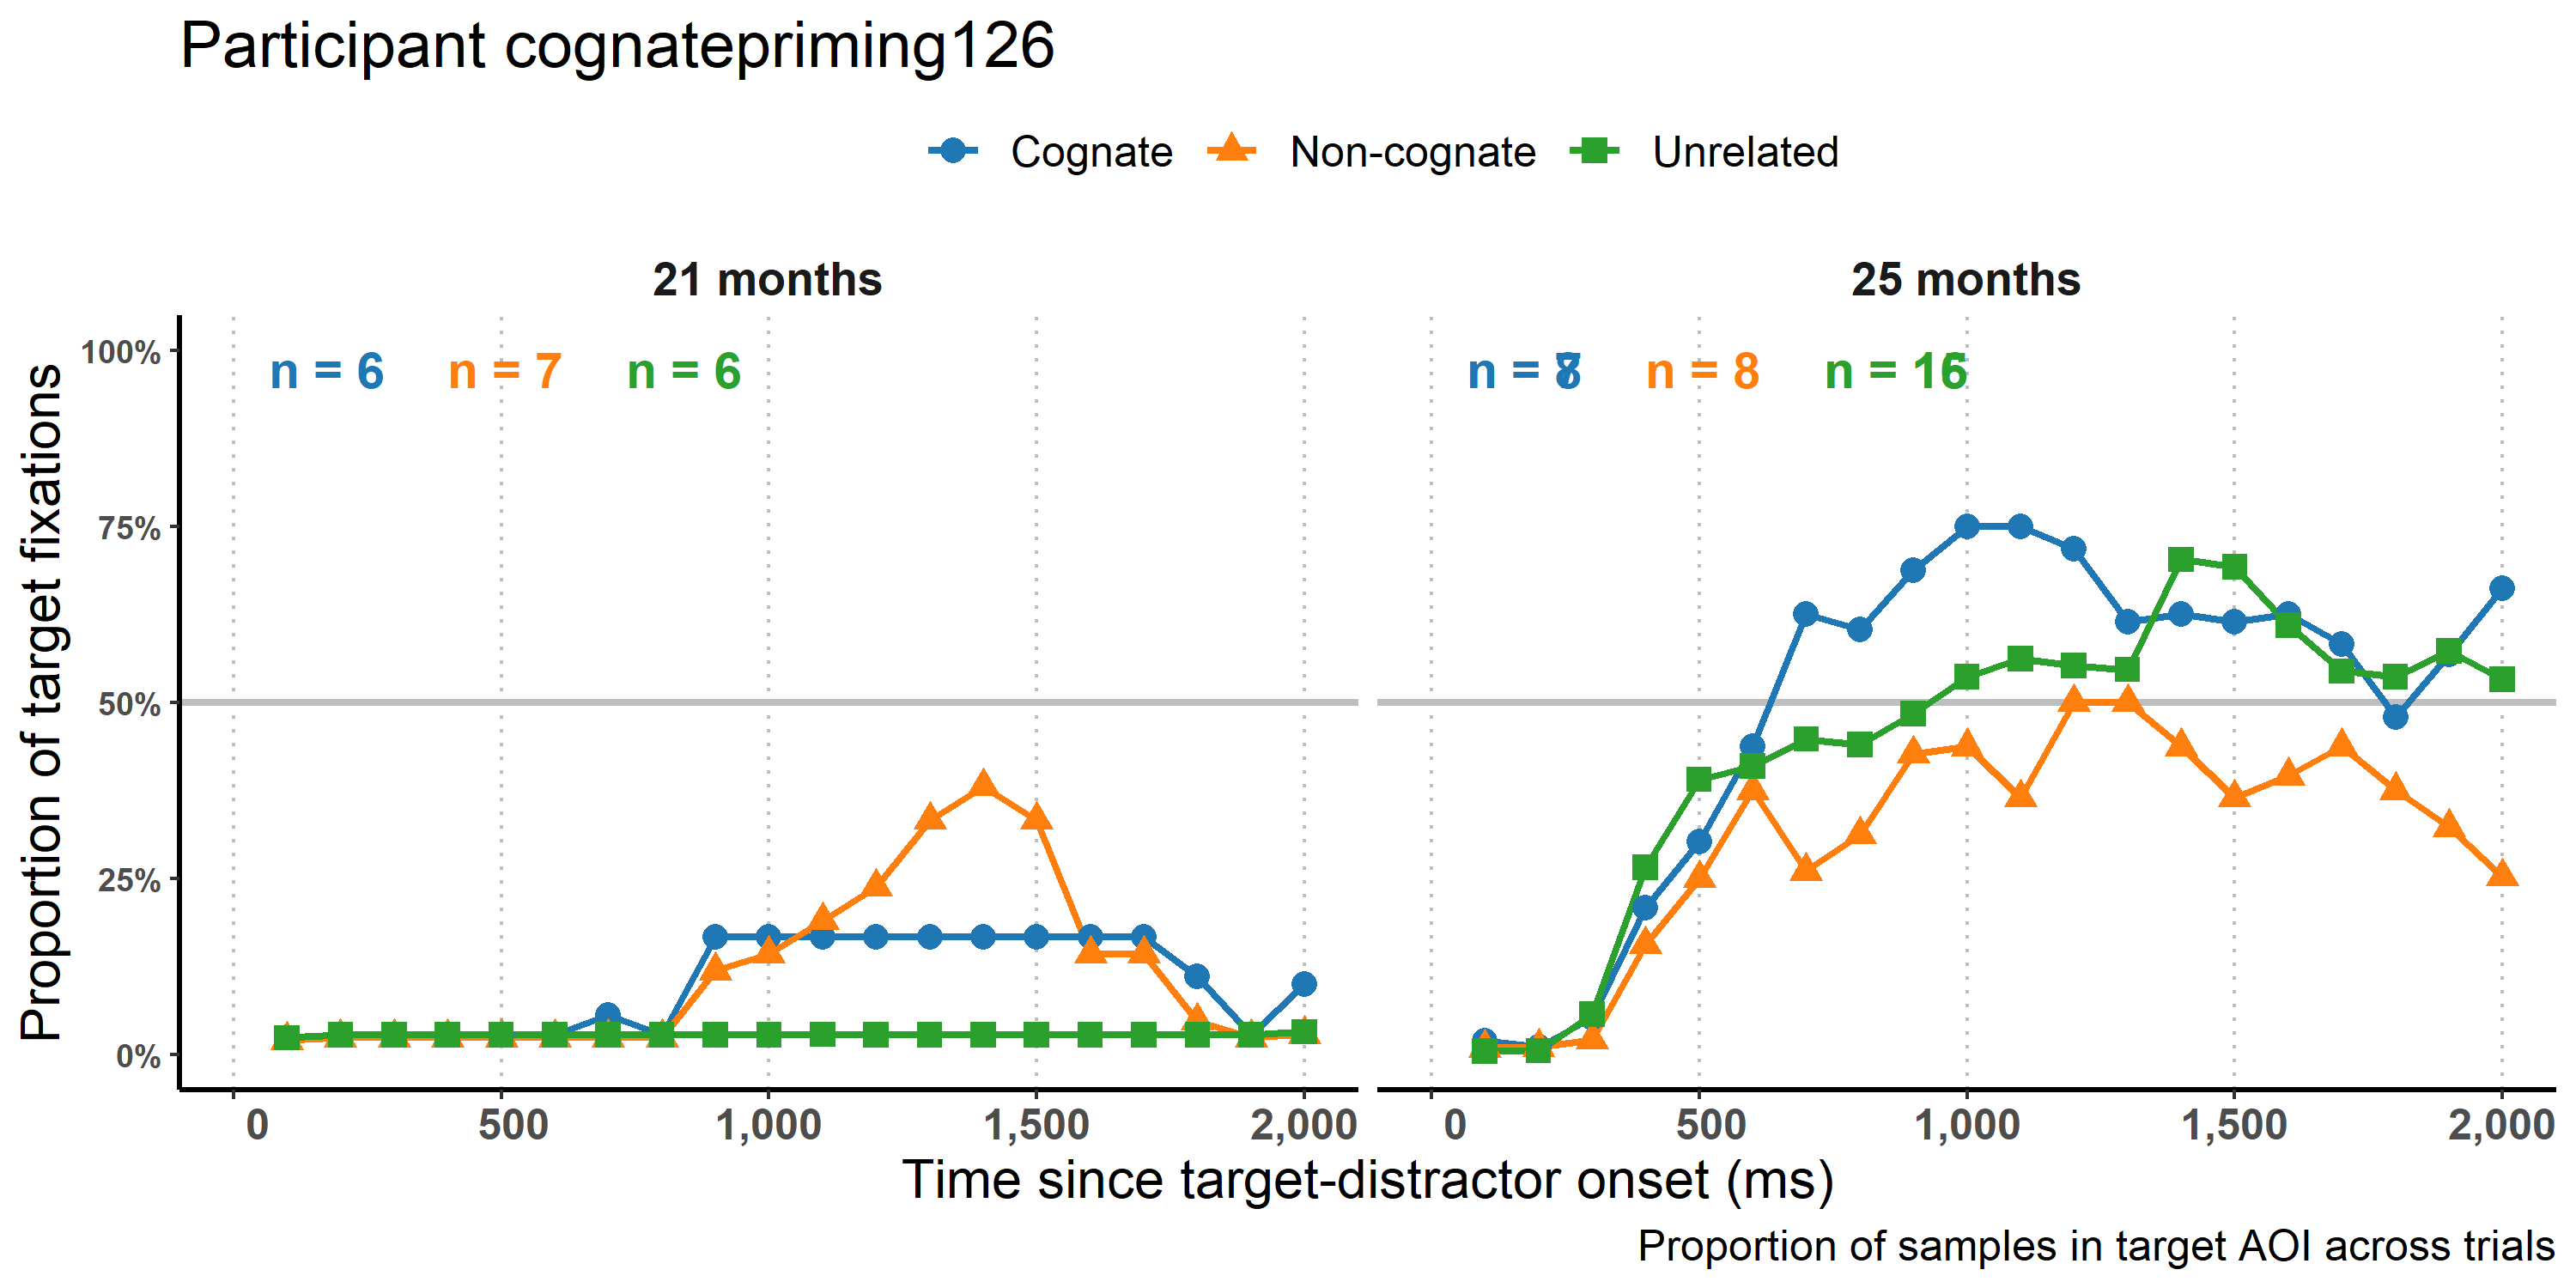 Participant cognatepriming126
Cognate Non-cognate Unrelated
21 months 25 months
n = 6 n = 7 n = 6 n = n = 8 n =
100%
75%
50%
25%
0%
0 500 1,000 1,500 2,000 0 500 1,000 1,500 2,000
Proportion of target fixations
Time since target-distractor onset (ms)
Proportion of samples in target AOI across trials